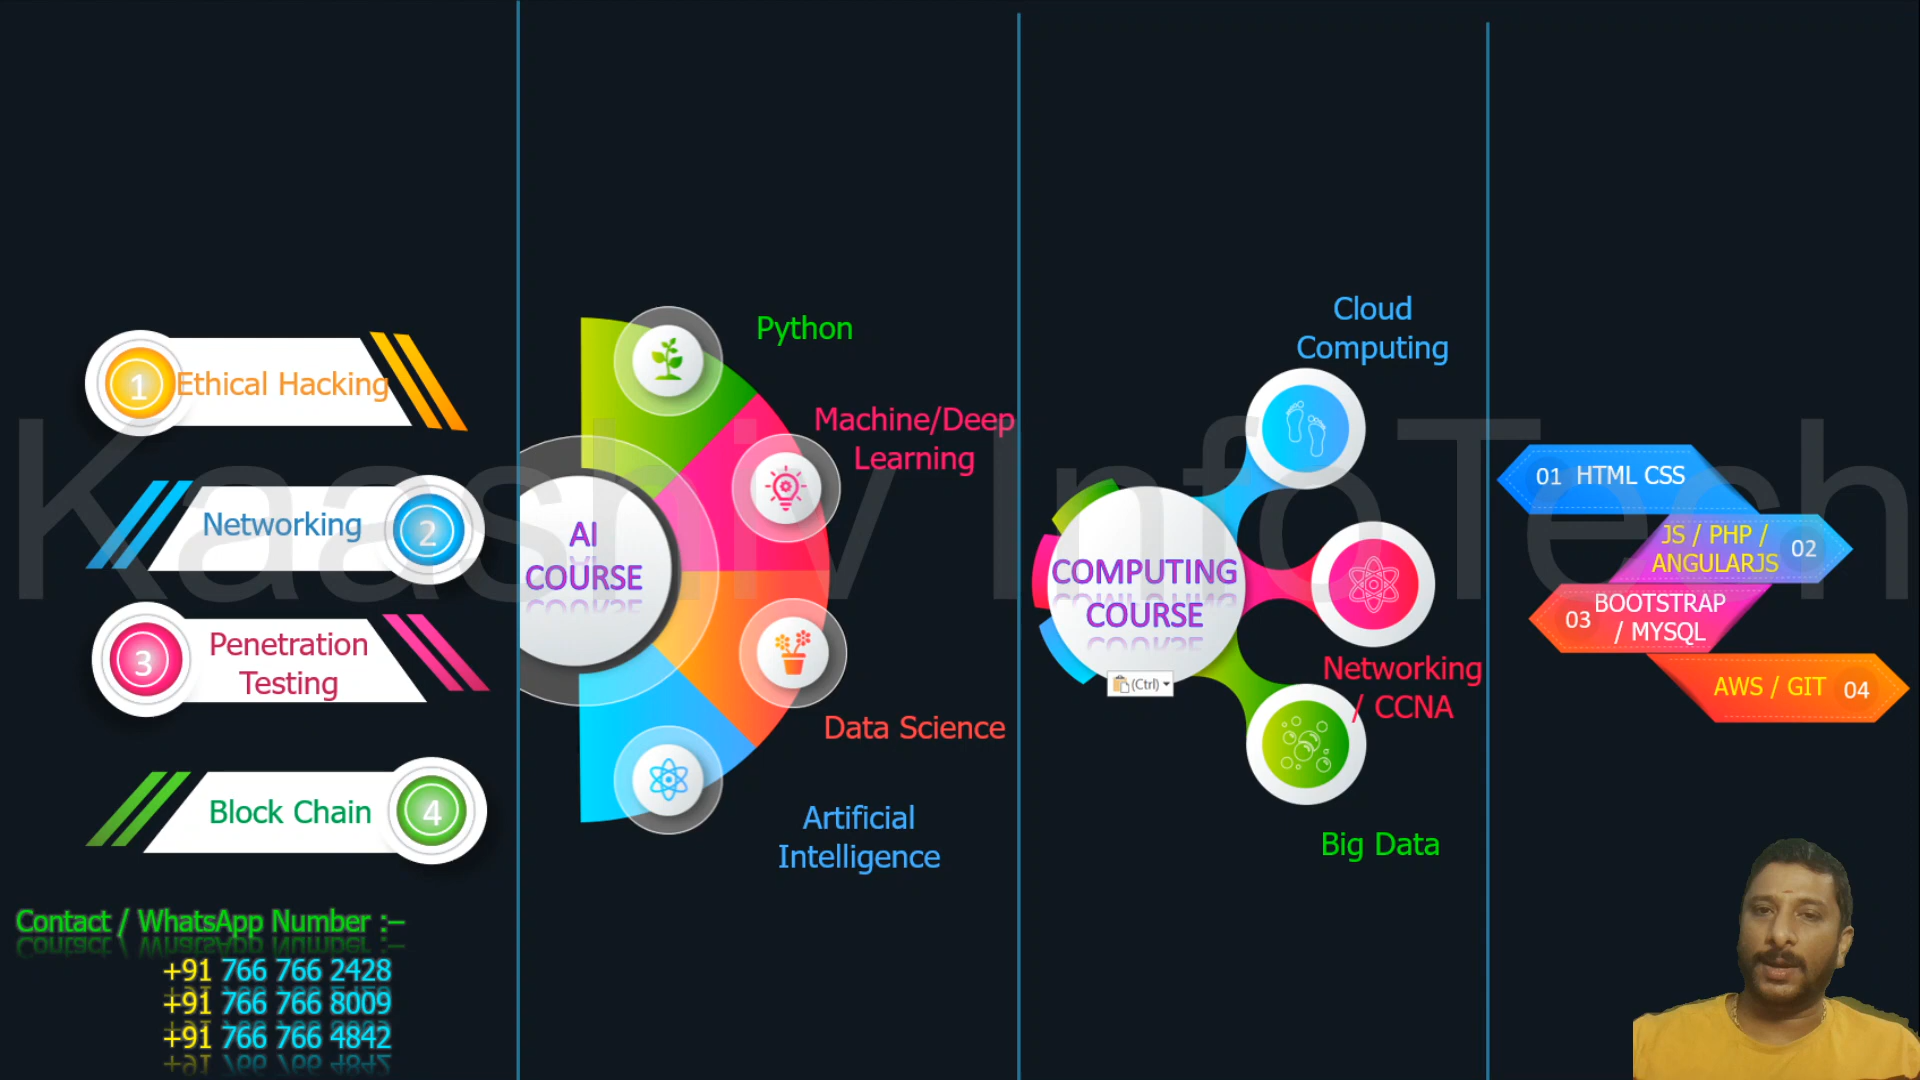 1
Ethical Hacking
Networking
2
3
Penetration
Testing
Block Chain
4
Contact / WhatsApp Number :–
+91 766 766 2428
+91 766 766 8009
+91 766 766 4842
AI
COURSE
Python
Machine/Deep
Learning
Data Science
Artificial
Intelligence
COMPUTING
COURSE
(Ctrl)
Cloud
Computing
Networking
/ CCNA
Big Data
01 HTML CSS
JS / PHP /
ANGULARJS
02
03
BOOTSTRAP
/ MYSQL
AWS / GIT 04
Kaashiv InfoTech